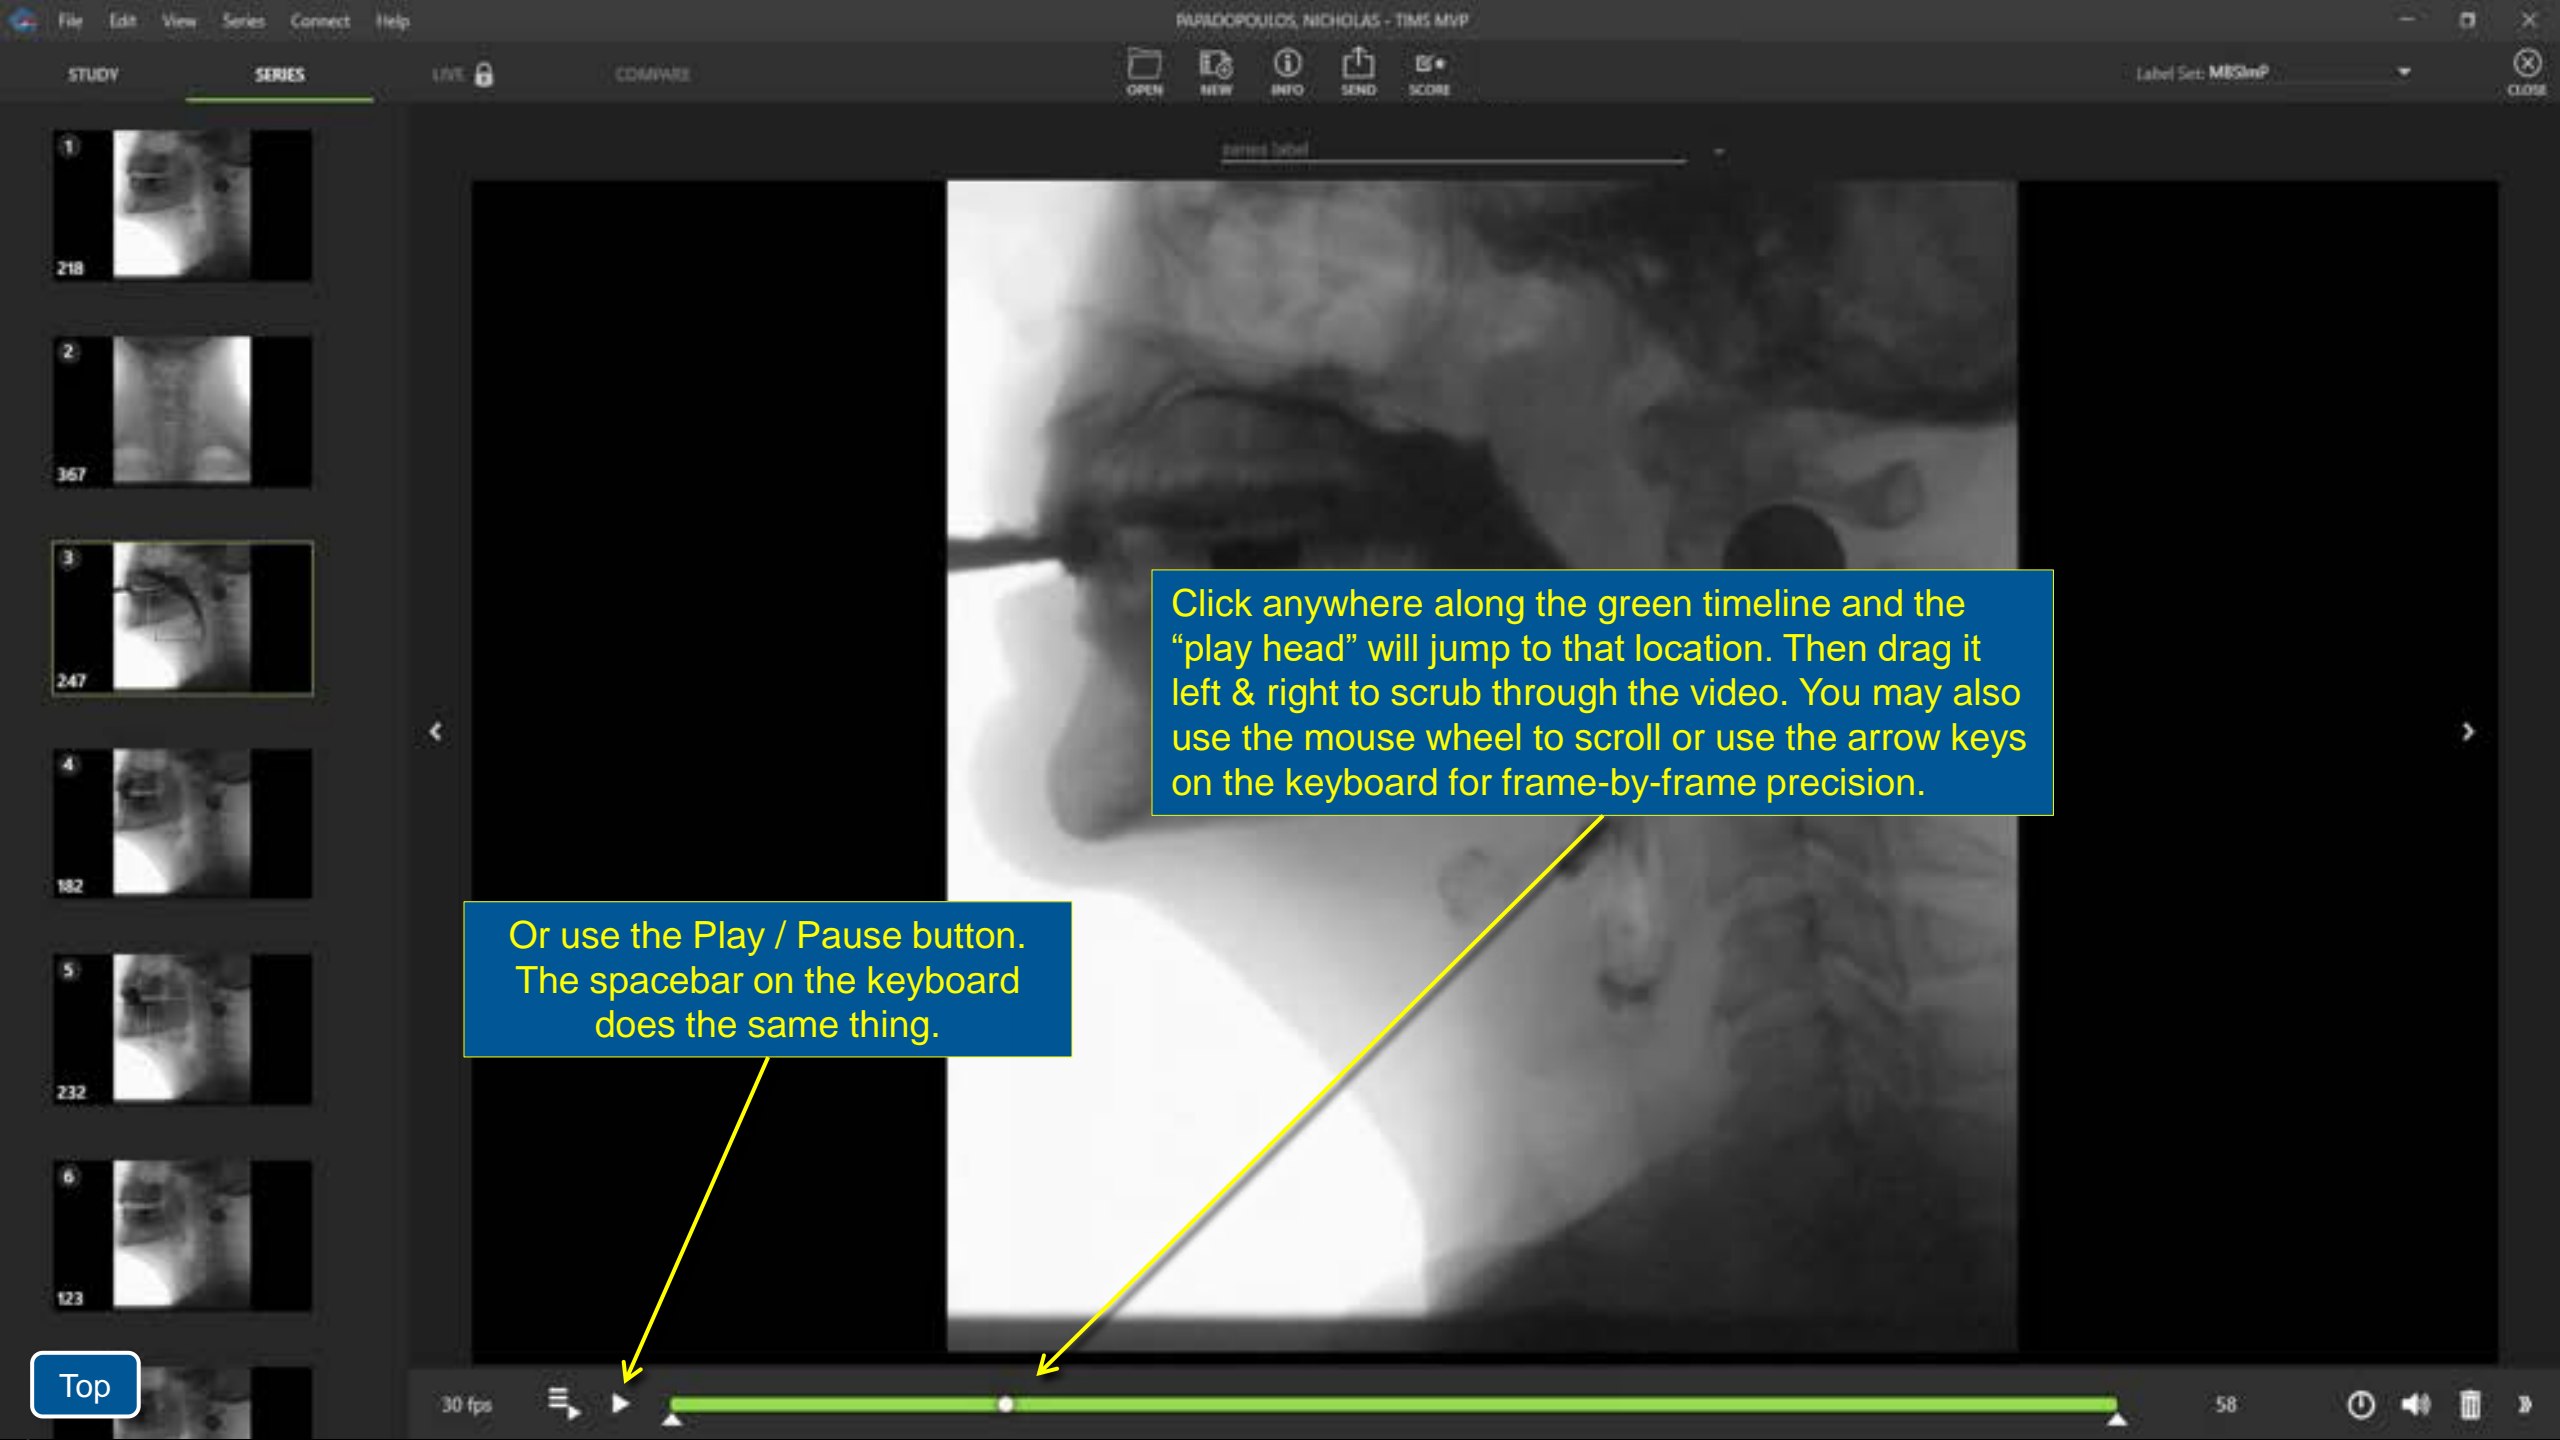 File Edit View Series Connect Help
PAPADOPOULOS, NICHOLAS - TIMS MVP
STUDY SERIES LIVE COMPARE
OPEN NEW INFO SEND SCORE
Label Set: MBSImP
CLOSE
series label
1
218
2
367
3
247
4
182
5
232
6
123
Click anywhere along the green timeline and the
“play head” will jump to that location. Then drag it
left & right to scrub through the video. You may also
use the mouse wheel to scroll or use the arrow keys
on the keyboard for frame-by-frame precision.
Or use the Play / Pause button.
The spacebar on the keyboard
does the same thing.
Top
30 fps
58